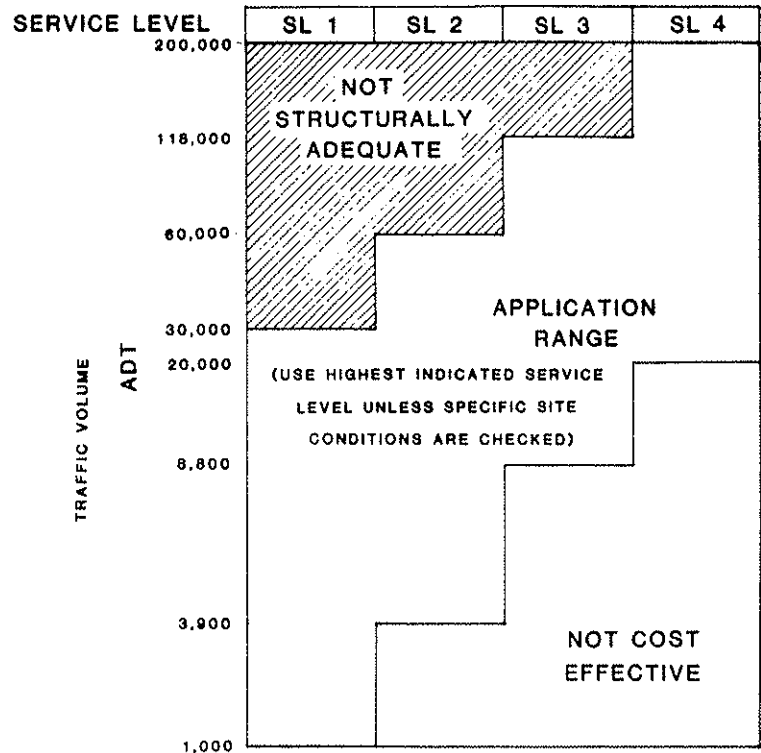 SERVICE LEVEL SL 1 SL 2 SL 3 SL 4
200,000
NOT
STRUCTURALLY
ADEQUATE
118,000
60,000
APPLICATION
RANGE
30,000
20,000
(USE HIGHEST INDICATED SERVICE
LEVEL UNLESS SPECIFIC SITE
CONDITIONS ARE CHECKED)
8,800
3,900
NOT COST
EFFECTIVE
1,000
TRAFFIC VOLUME
ADT